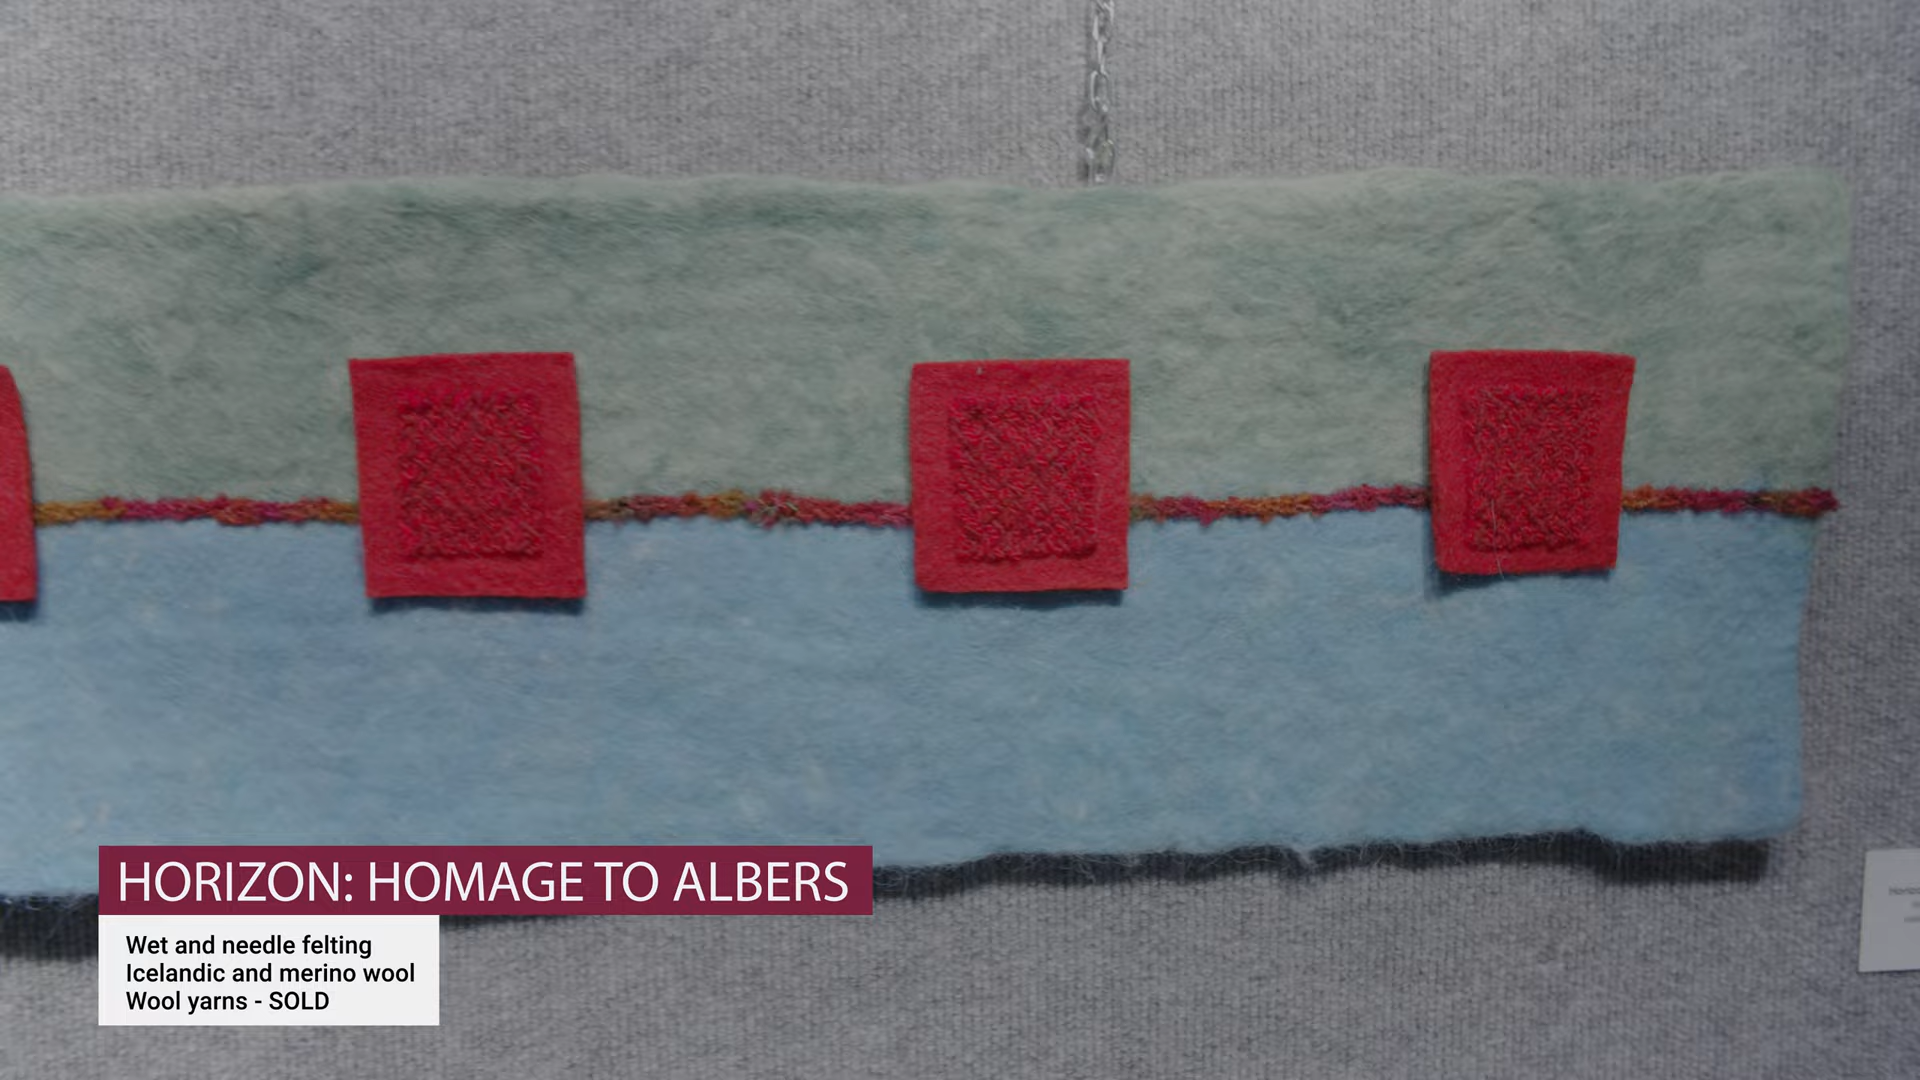 HORIZON: HOMAGE TO ALBERS
Wet and needle felting
Icelandic and merino wool
Wool yarns - SOLD